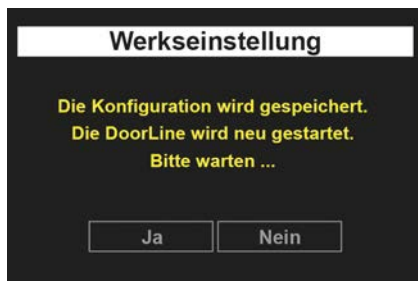 Werkseinstellung
Die Konfiguration wird gespeichert.
Die DoorLine wird neu gestartet.
Bitte warten ...
Ja Nein